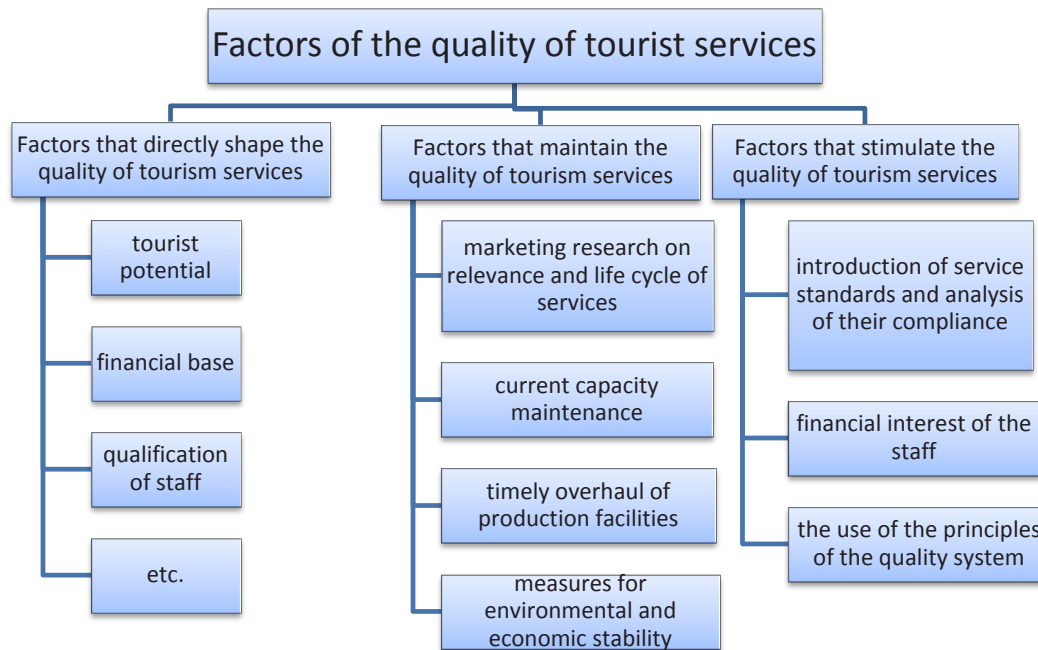 Factors of the quality of tourist services
Factors that directly shape the
quality of tourism services
tourist
potential
financial base
qualification
of staff
etc.
Factors that maintain the
quality of tourism services
marketing research on
relevance and life cycle of
services
current capacity
maintenance
timely overhaul of
production facilities
measures for
environmental and
economic stability
Factors that stimulate the
quality of tourism services
introduction of service
standards and analysis
of their compliance
financial interest of the
staff
the use of the principles
of the quality system